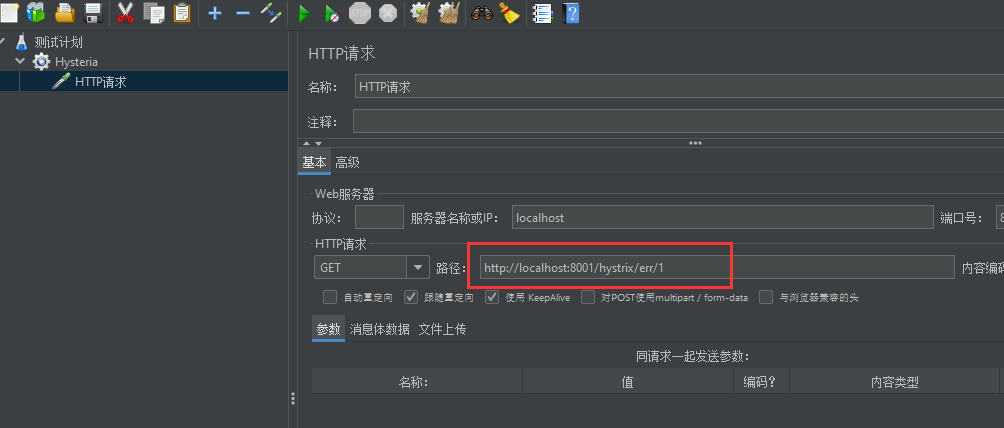 测试计划
Hysteria
HTTP请求
HTTP请求
名称: HTTP请求
注释:
基本 高级
Web服务器
协议: 服务器名称或IP: localhost 端口号: 8
HTTP请求
GET 路径: http://localhost:8001/hystrix/err/1 内容编码
自动重定向 跟随重定向 使用 KeepAlive 对POST使用multipart / form-data 与浏览器兼容的头
参数 消息体数据 文件上传
同请求一起发送参数:
名称: 值 编码? 内容类型